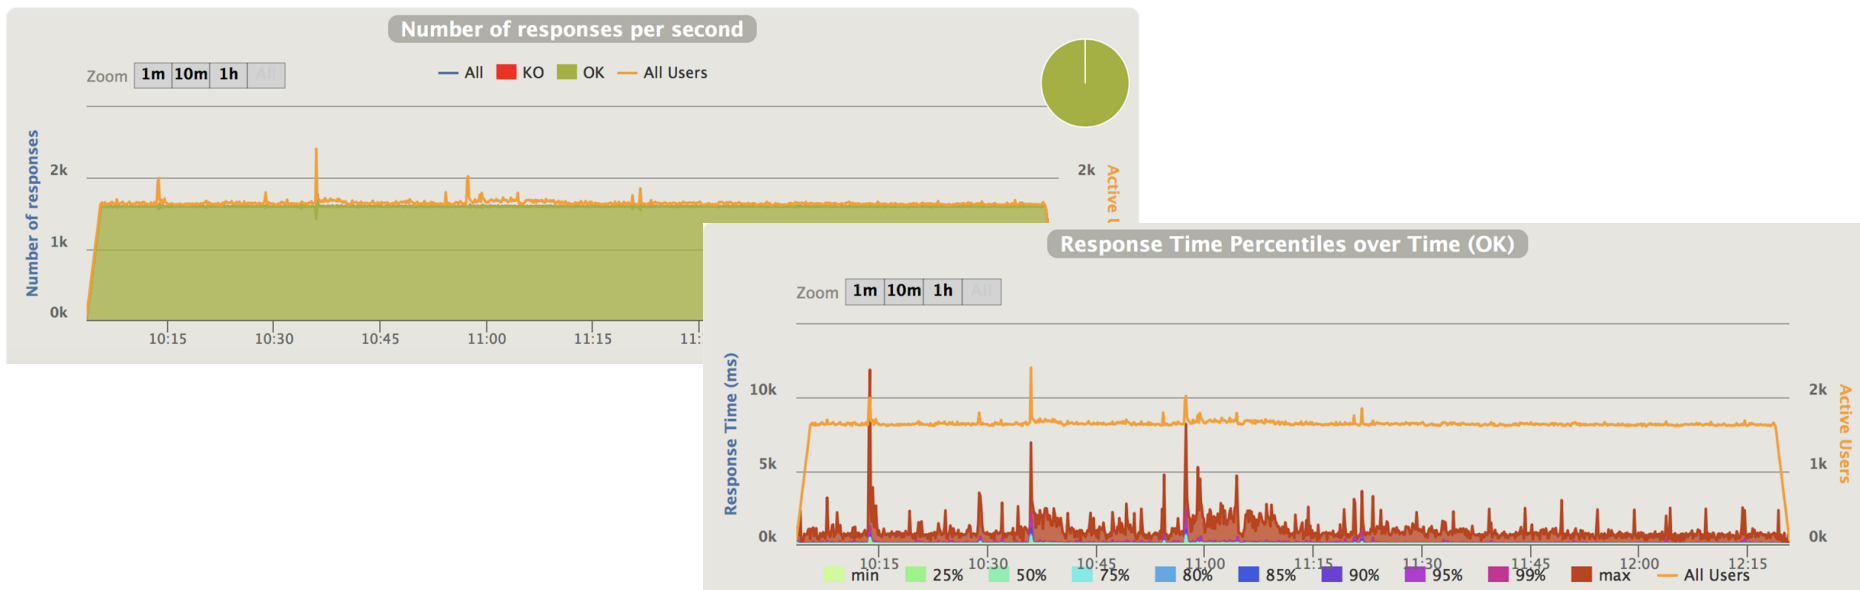 Number of responses per second
Zoom 1m 10m 1h All
All KO OK All Users
Number of responses
2k
1k
0k
2k
Active U
10:15 10:30 10:45 11:00 11:15 11:
Response Time Percentiles over Time (OK)
Zoom 1m 10m 1h All
Response Time (ms)
10k
5k
0k
2k
1k
0k
Active Users
10:15 10:30 10:45 11:00 11:15 11:30 11:45 12:00 12:15
min 25% 50% 75% 80% 85% 90% 95% 99% max All Users